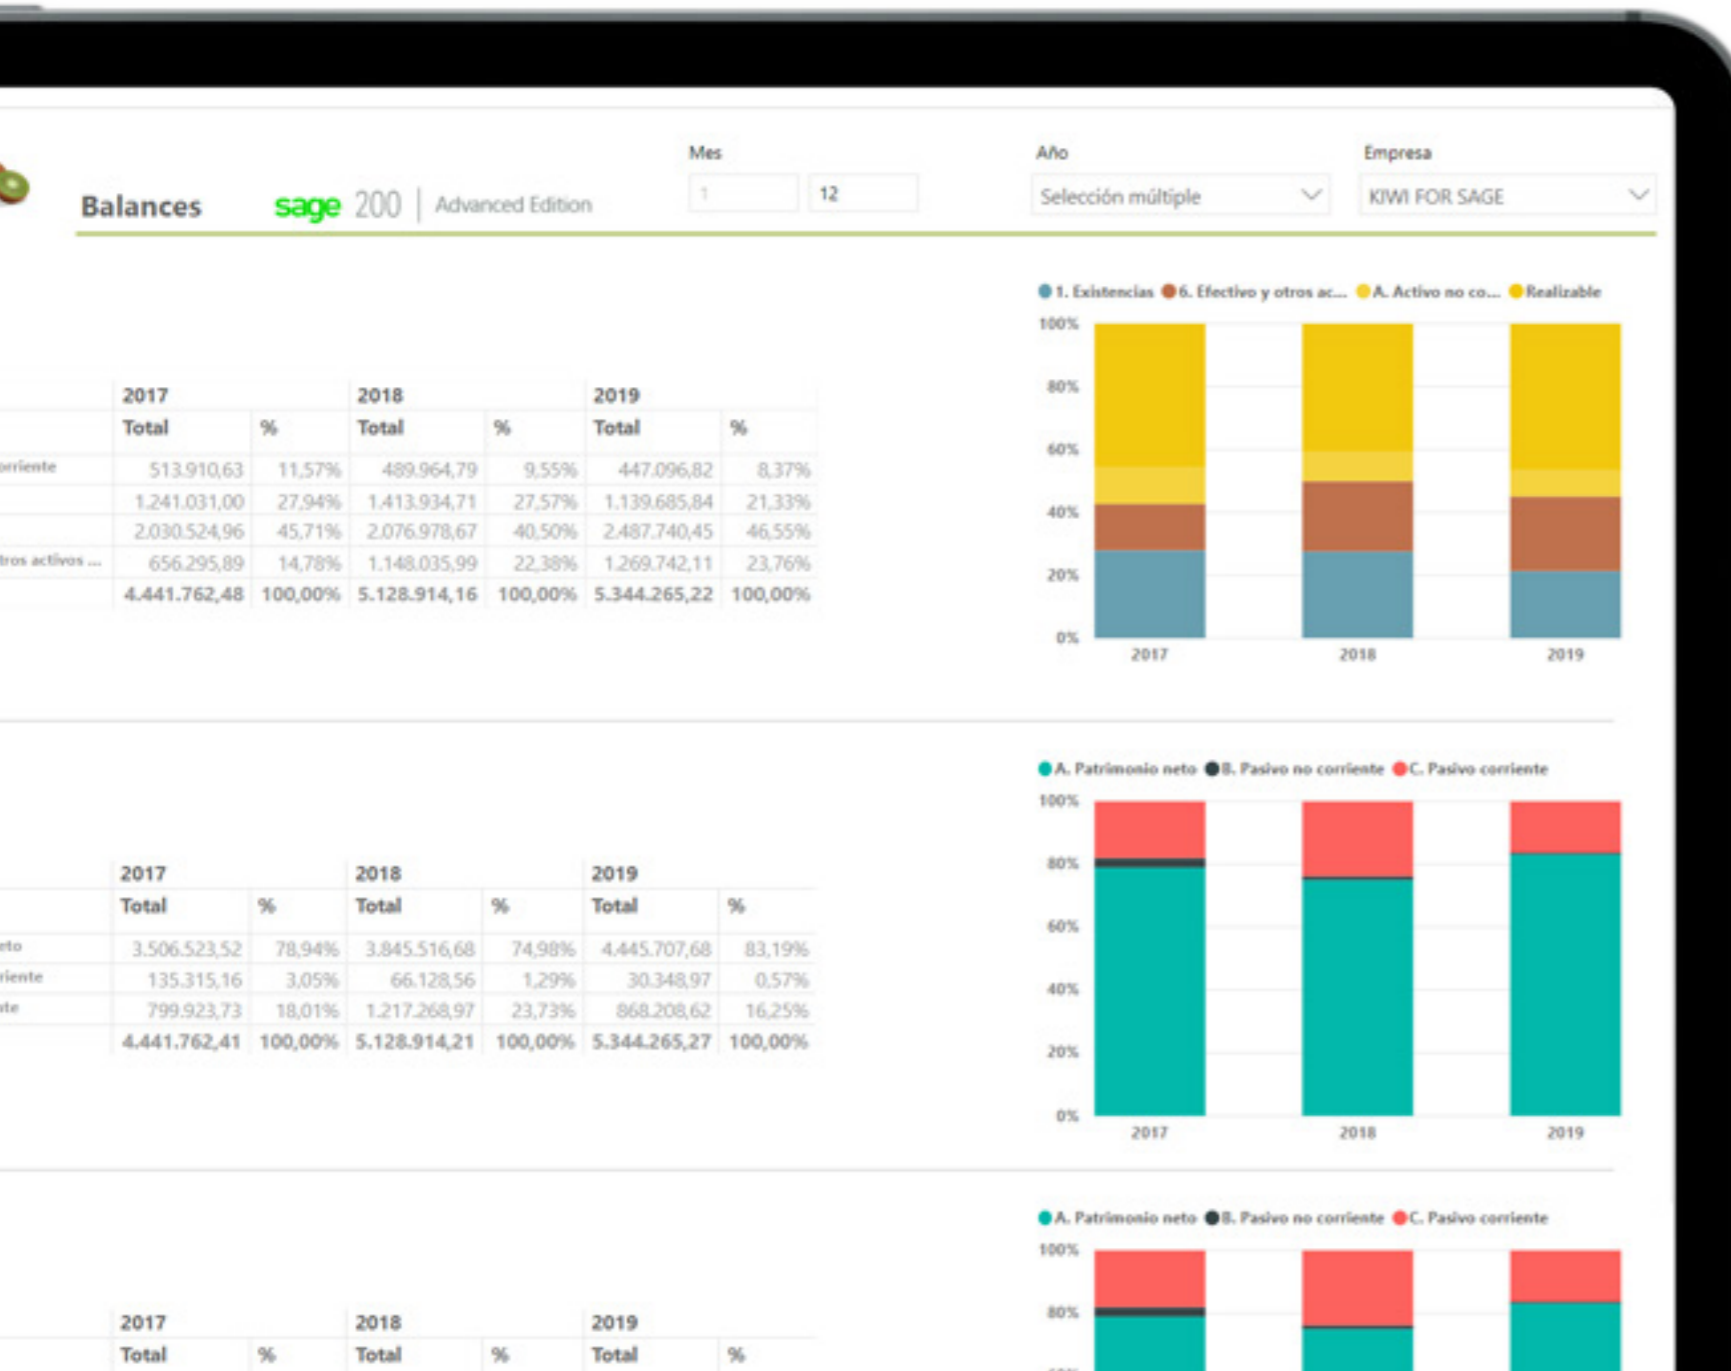 Mes Año Empresa
Balances sage 200 Advanced Edition 1 12 Selección múltiple KIWI FOR SAGE
1. Existencias 6. Efectivo y otros ac... A. Activo no co... Realizable
100%
80%
60%
40%
20%
0%
2017 2018 2019
2017 2018 2019
Total % Total % Total %
orriente 513.910,63 11,57% 489.964,79 9,55% 447.096,82 8,37%
1.241.031,00 27,94% 1.413.934,71 27,57% 1.139.685,84 21,33%
2.030.524,96 45,71% 2.076.978,67 40,50% 2.487.740,45 46,55%
tros activos ... 656.295,89 14,78% 1.148.035,99 22,38% 1.269.742,11 23,76%
4.441.762,48 100,00% 5.128.914,16 100,00% 5.344.265,22 100,00%
A. Patrimonio neto B. Pasivo no corriente C. Pasivo corriente
100%
80%
60%
40%
20%
0%
2017 2018 2019
2017 2018 2019
Total % Total % Total %
eto 3.506.523,52 78,94% 3.845.516,68 74,98% 4.445.707,68 83,19%
riente 135.315,16 3,05% 66.128,56 1,29% 30.348,97 0,57%
te 799.923,73 18,01% 1.217.268,97 23,73% 868.208,62 16,25%
4.441.762,41 100,00% 5.128.914,21 100,00% 5.344.265,27 100,00%
A. Patrimonio neto B. Pasivo no corriente C. Pasivo corriente
100%
80%
2017 2018 2019
Total % Total % Total %